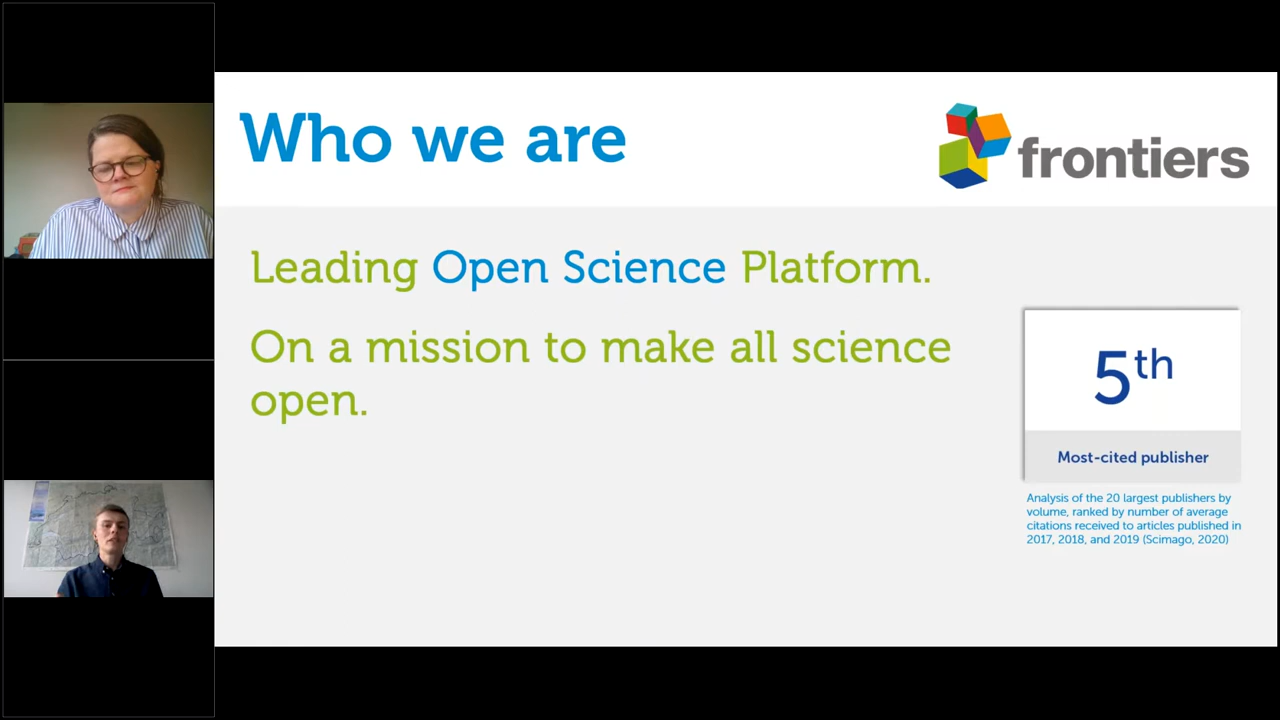 Who we are
frontiers
Leading Open Science Platform.
On a mission to make all science
open.
5th
Most-cited publisher
Analysis of the 20 largest publishers by
volume, ranked by number of average
citations received to articles published in
2017, 2018, and 2019 (Scimago, 2020)